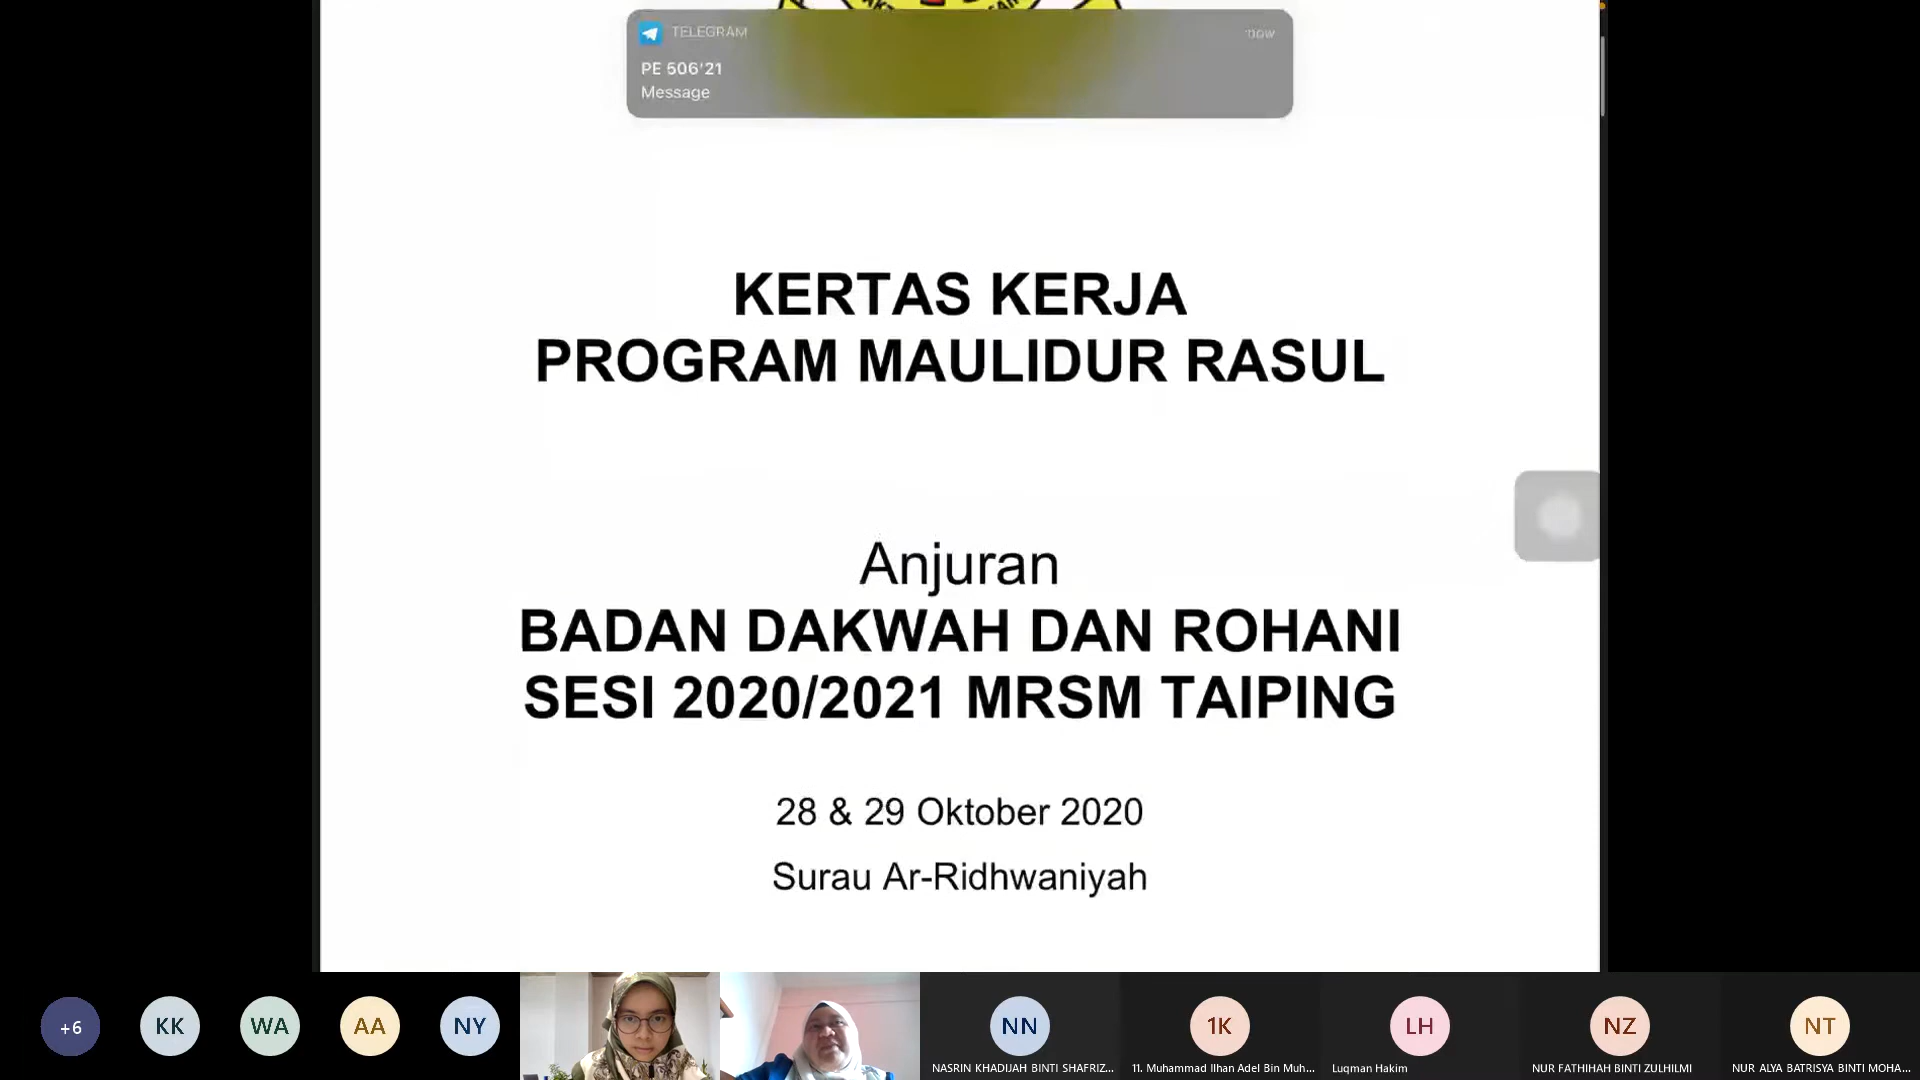 TELEGRAM
now
PE 506'21
Message
KERTAS KERJA
PROGRAM MAULIDUR RASUL
Anjuran
BADAN DAKWAH DAN ROHANI
SESI 2020/2021 MRSM TAIPING
28 & 29 Oktober 2020
Surau Ar-Ridhwaniyah
+6
KK
WA
AA
NY
NN
1K
LH
NZ
NT
NASRIN KHADIJAH BINTI SHAFRIZ...
11. Muhammad Ilhan Adel Bin Muh...
Luqman Hakim
NUR FATHIHAH BINTI ZULHILMI
NUR ALYA BATRISYA BINTI MOHA...